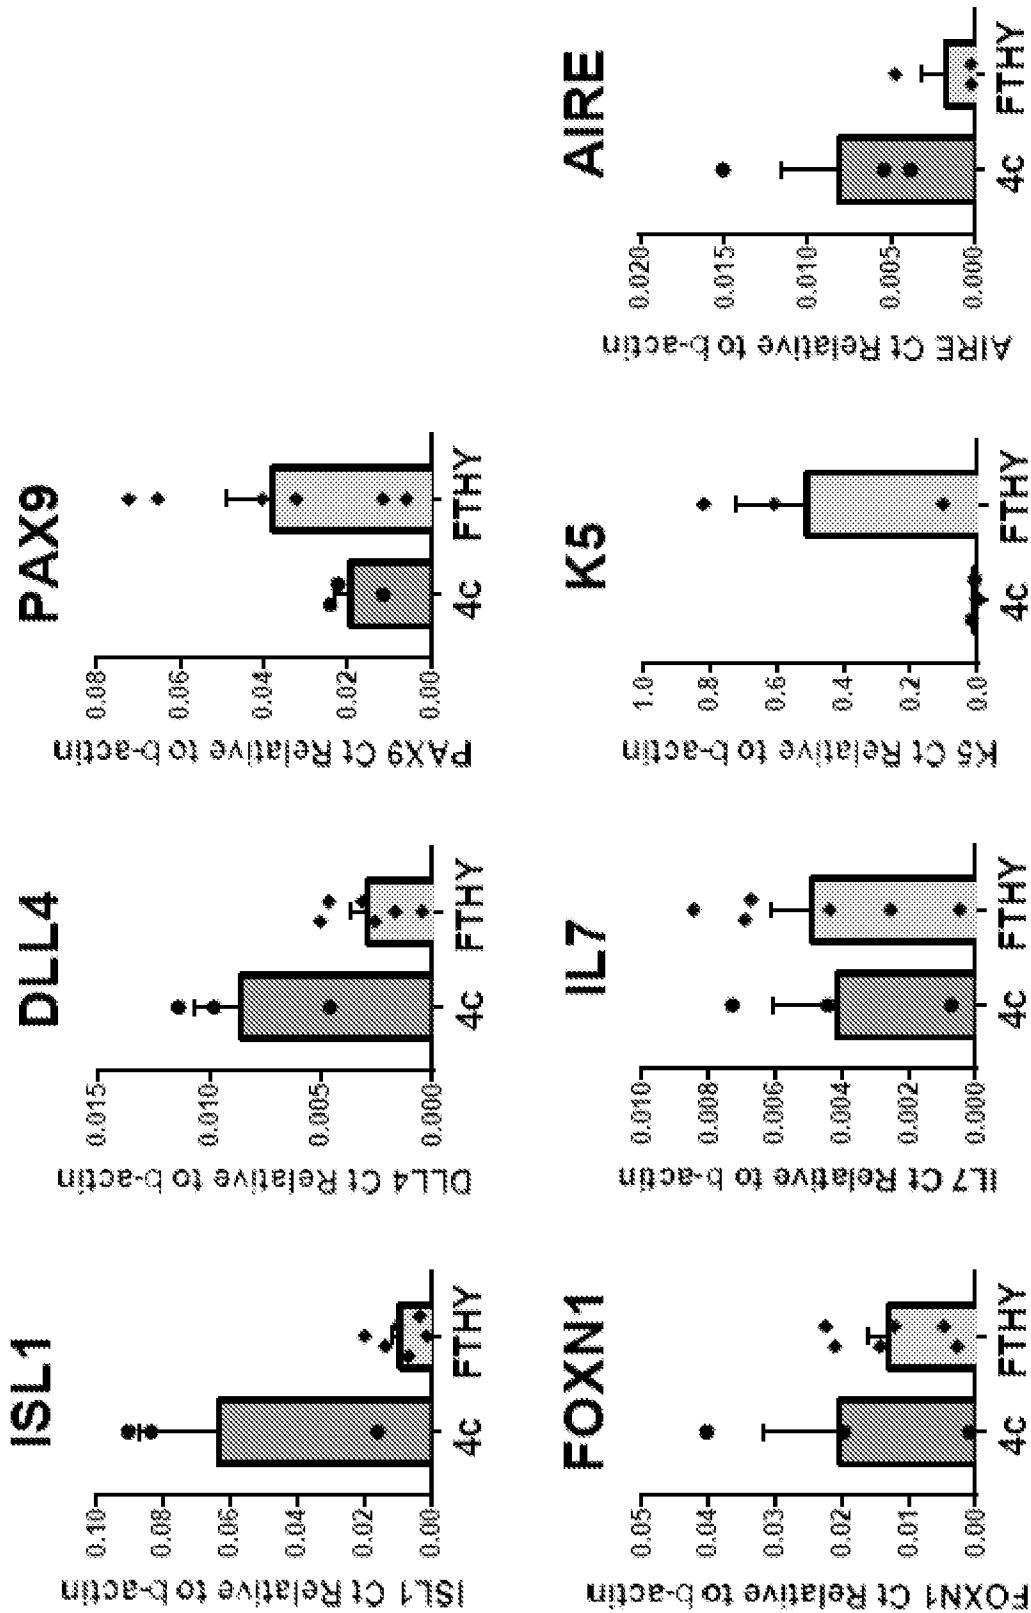 ISL1
ISL1 Ct Relative to b-actin
0.10
0.08
0.06
0.04
0.02
0.00
4c
FTHY
DLL4
DLL4 Ct Relative to b-actin
0.015
0.010
0.005
0.000
4c
FTHY
PAX9
PAX9 Ct Relative to b-actin
0.08
0.06
0.04
0.02
0.00
4c
FTHY
FOXN1
FOXN1 Ct Relative to b-actin
0.05
0.04
0.03
0.02
0.01
0.00
4c
FTHY
IL7
IL7 Ct Relative to b-actin
0.010
0.008
0.006
0.004
0.002
0.000
4c
FTHY
K5
K5 Ct Relative to b-actin
1.0
0.8
0.6
0.4
0.2
0.0
4c
FTHY
AIRE
AIRE Ct Relative to b-actin
0.020
0.015
0.010
0.005
0.000
4c
FTHY